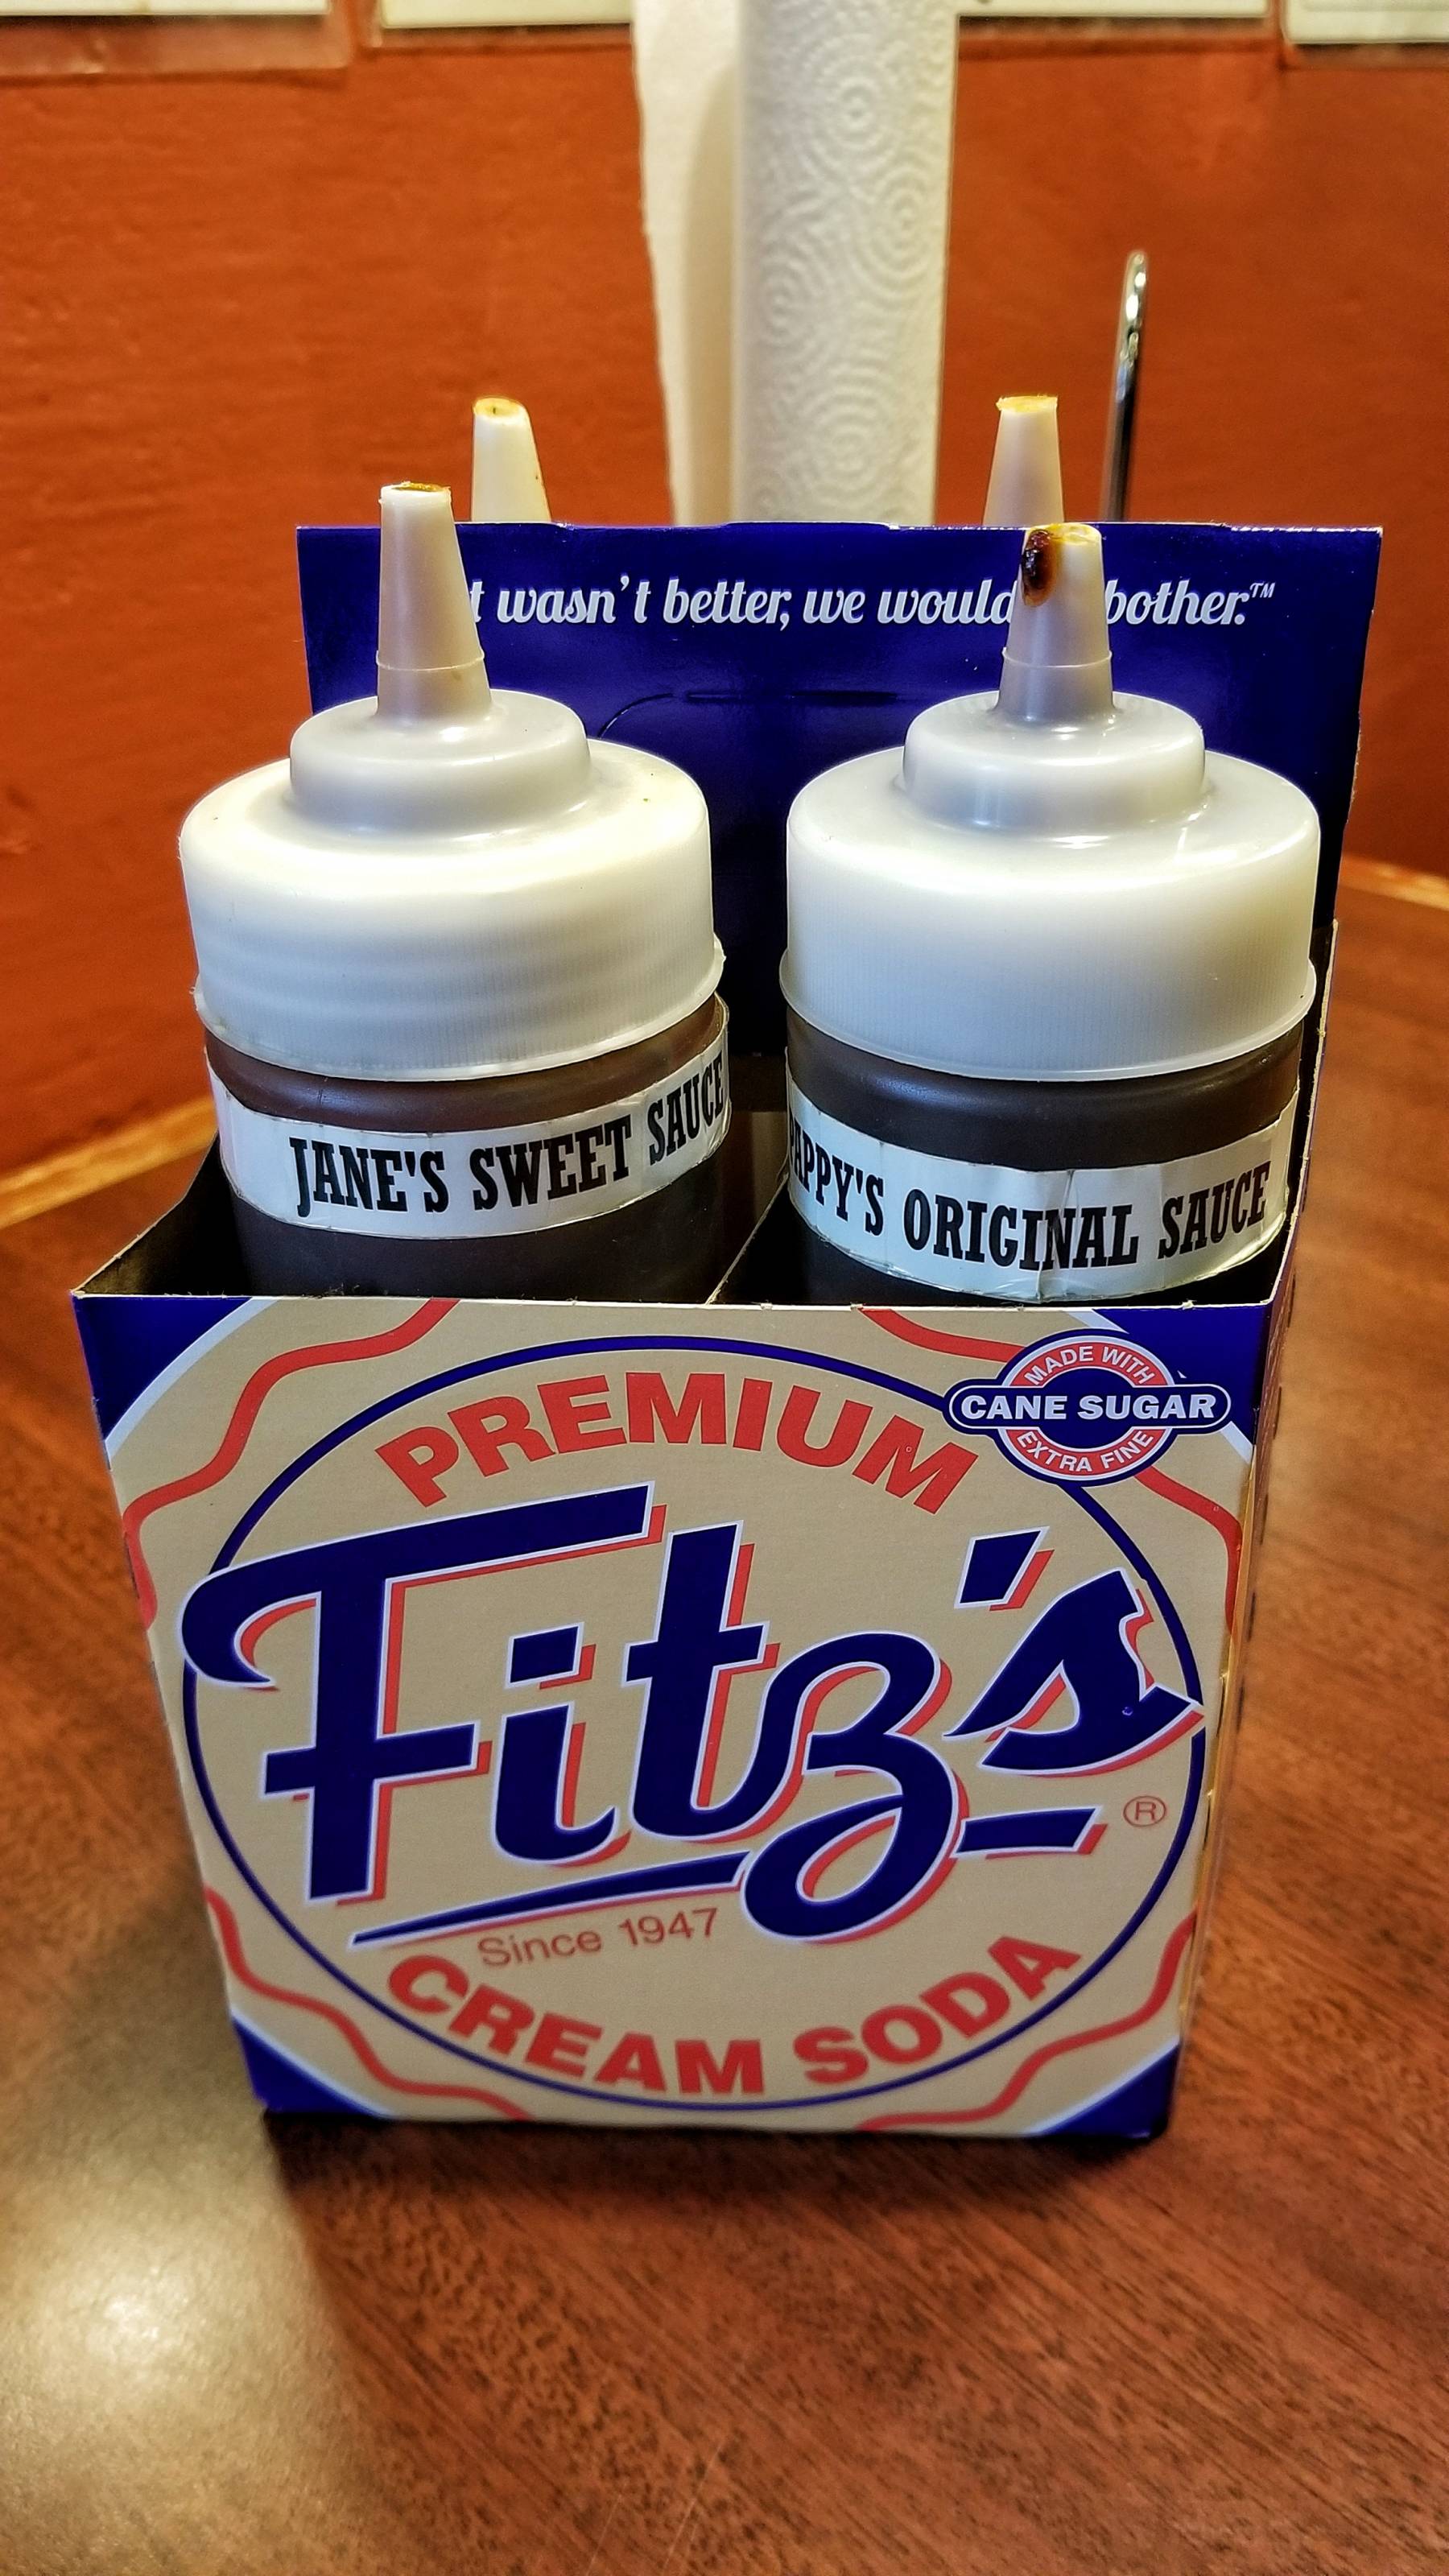 t wasn't better, we would bother.™
JANE'S SWEET SAUCE
APPY'S ORIGINAL SAUCE
MADE WITH
CANE SUGAR
EXTRA FINE
PREMIUM
Fitz's®
Since 1947
CREAM SODA